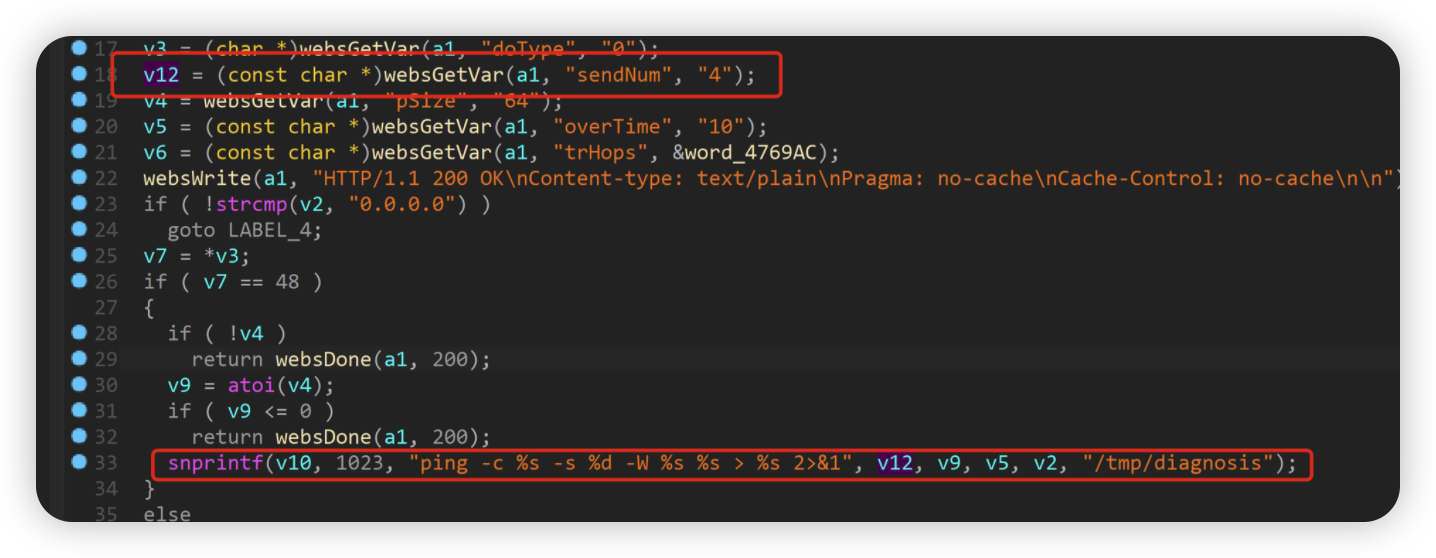 17 v3 = (char *)websGetVar(a1, "doType", "0");
18 v12 = (const char *)websGetVar(a1, "sendNum", "4");
19 v4 = websGetVar(a1, "pSize", "64");
20 v5 = (const char *)websGetVar(a1, "overTime", "10");
21 v6 = (const char *)websGetVar(a1, "trHops", &word_4769AC);
22 websWrite(a1, "HTTP/1.1 200 OK\nContent-type: text/plain\nPragma: no-cache\nCache-Control: no-cache\n\n")
23 if ( !strcmp(v2, "0.0.0.0") )
24 goto LABEL_4;
25 v7 = *v3;
26 if ( v7 == 48 )
27 {
28 if ( !v4 )
29 return websDone(a1, 200);
30 v9 = atoi(v4);
31 if ( v9 <= 0 )
32 return websDone(a1, 200);
33 snprintf(v10, 1023, "ping -c %s -s %d -W %s %s > %s 2>&1", v12, v9, v5, v2, "/tmp/diagnosis");
34 }
35 else